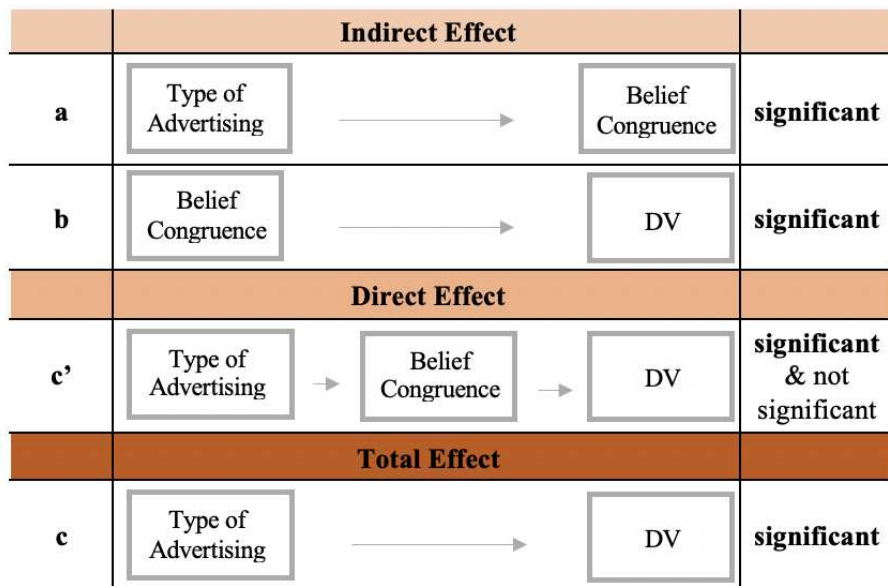 Indirect Effect
a
Type of
Advertising
Belief
Congruence
significant
b
Belief
Congruence
DV
significant
Direct Effect
c’
Type of
Advertising
Belief
Congruence
DV
significant
& not
significant
Total Effect
c
Type of
Advertising
DV
significant